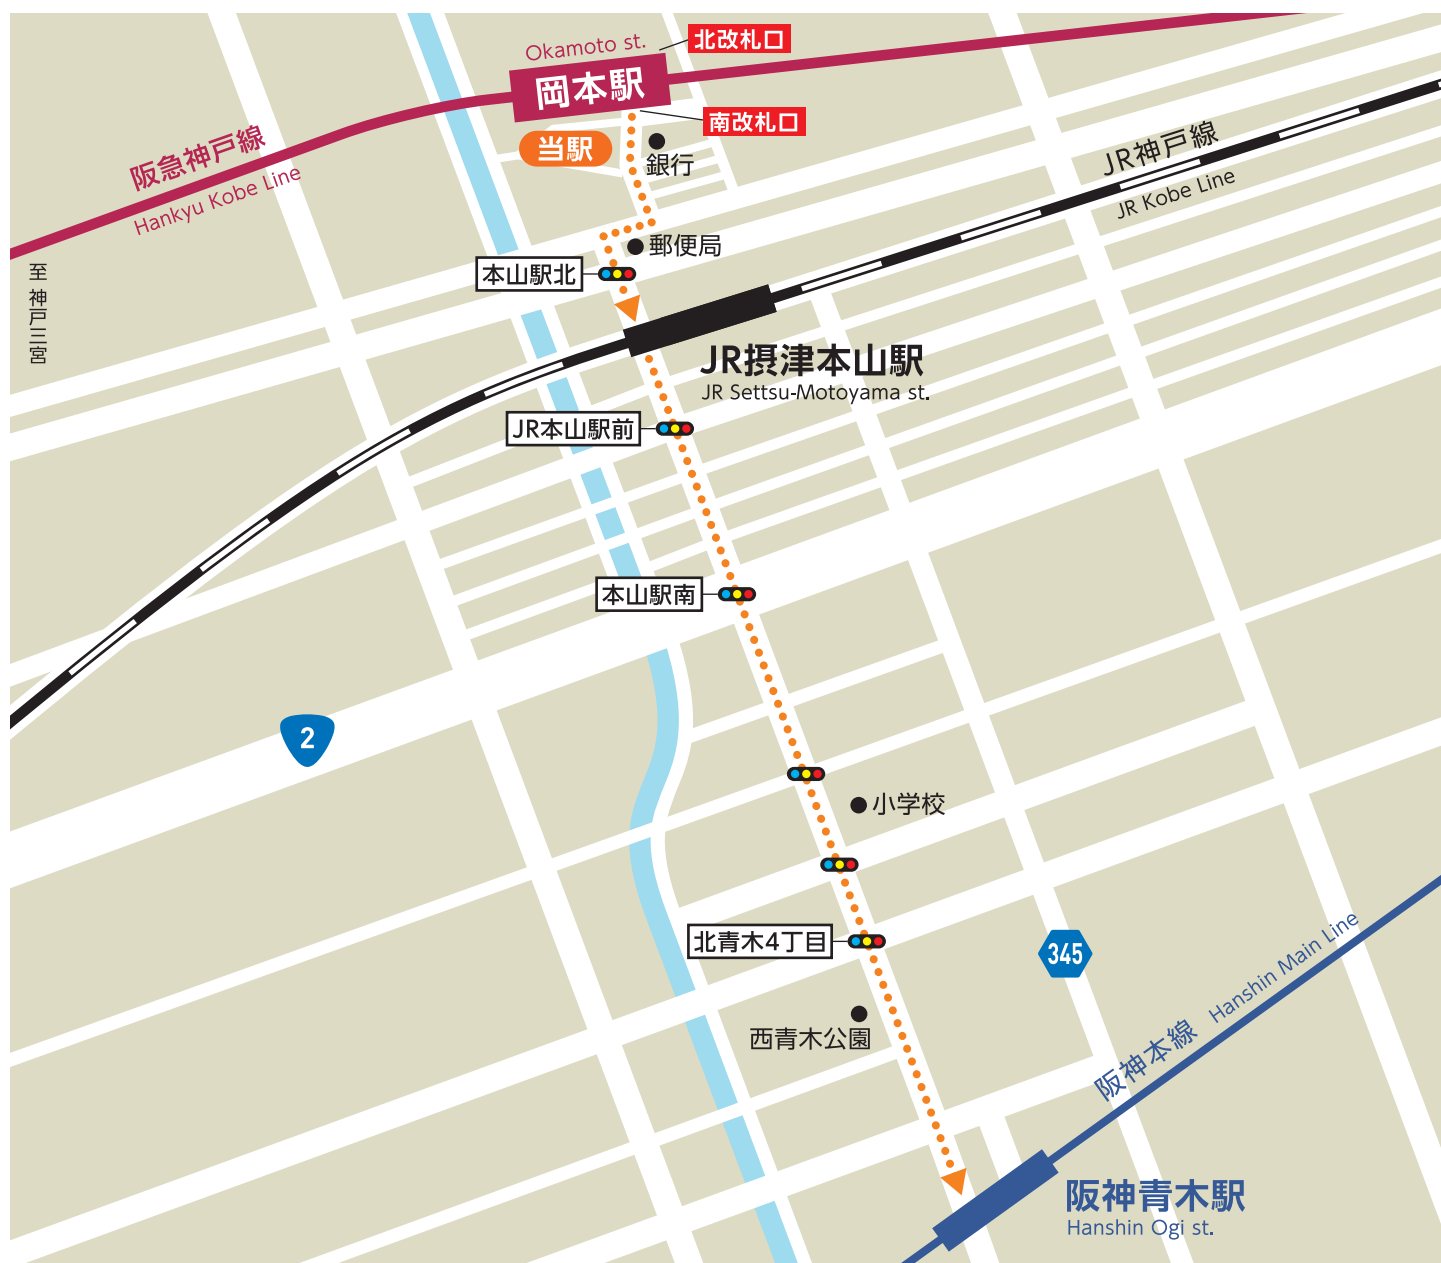 Okamoto st.
北改札口
岡本駅
南改札口
当駅
銀行
阪急神戸線
Hankyu Kobe Line
JR神戸線
JR Kobe Line
郵便局
本山駅北
至 神戸三宮
JR摂津本山駅
JR Settsu-Motoyama st.
JR本山駅前
本山駅南
2
小学校
北青木4丁目
345
西青木公園
阪神本線 Hanshin Main Line
阪神青木駅
Hanshin Ogi st.